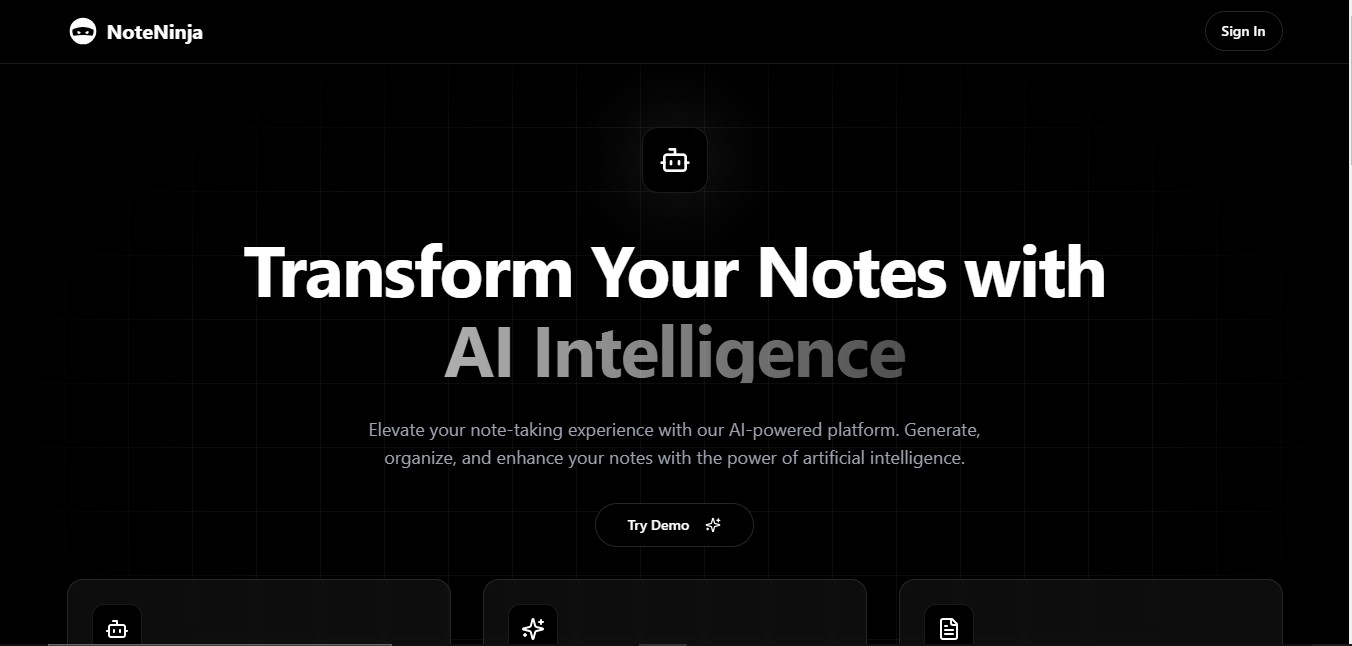 NoteNinja
Sign In
Transform Your Notes with
AI Intelligence
Elevate your note-taking experience with our AI-powered platform. Generate,
organize, and enhance your notes with the power of artificial intelligence.
Try Demo